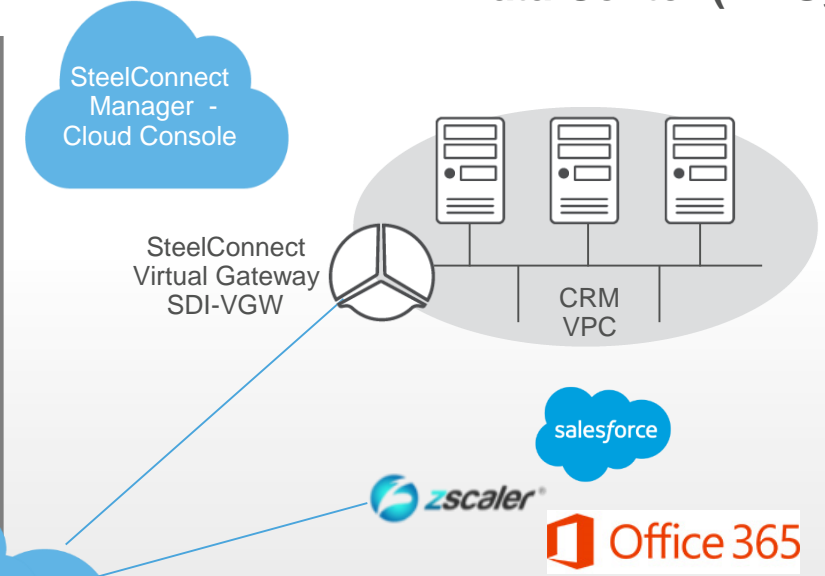 SteelConnect
Manager -
Cloud Console
SteelConnect
Virtual Gateway
SDI-VGW
CRM
VPC
salesforce
zscaler
Office 365